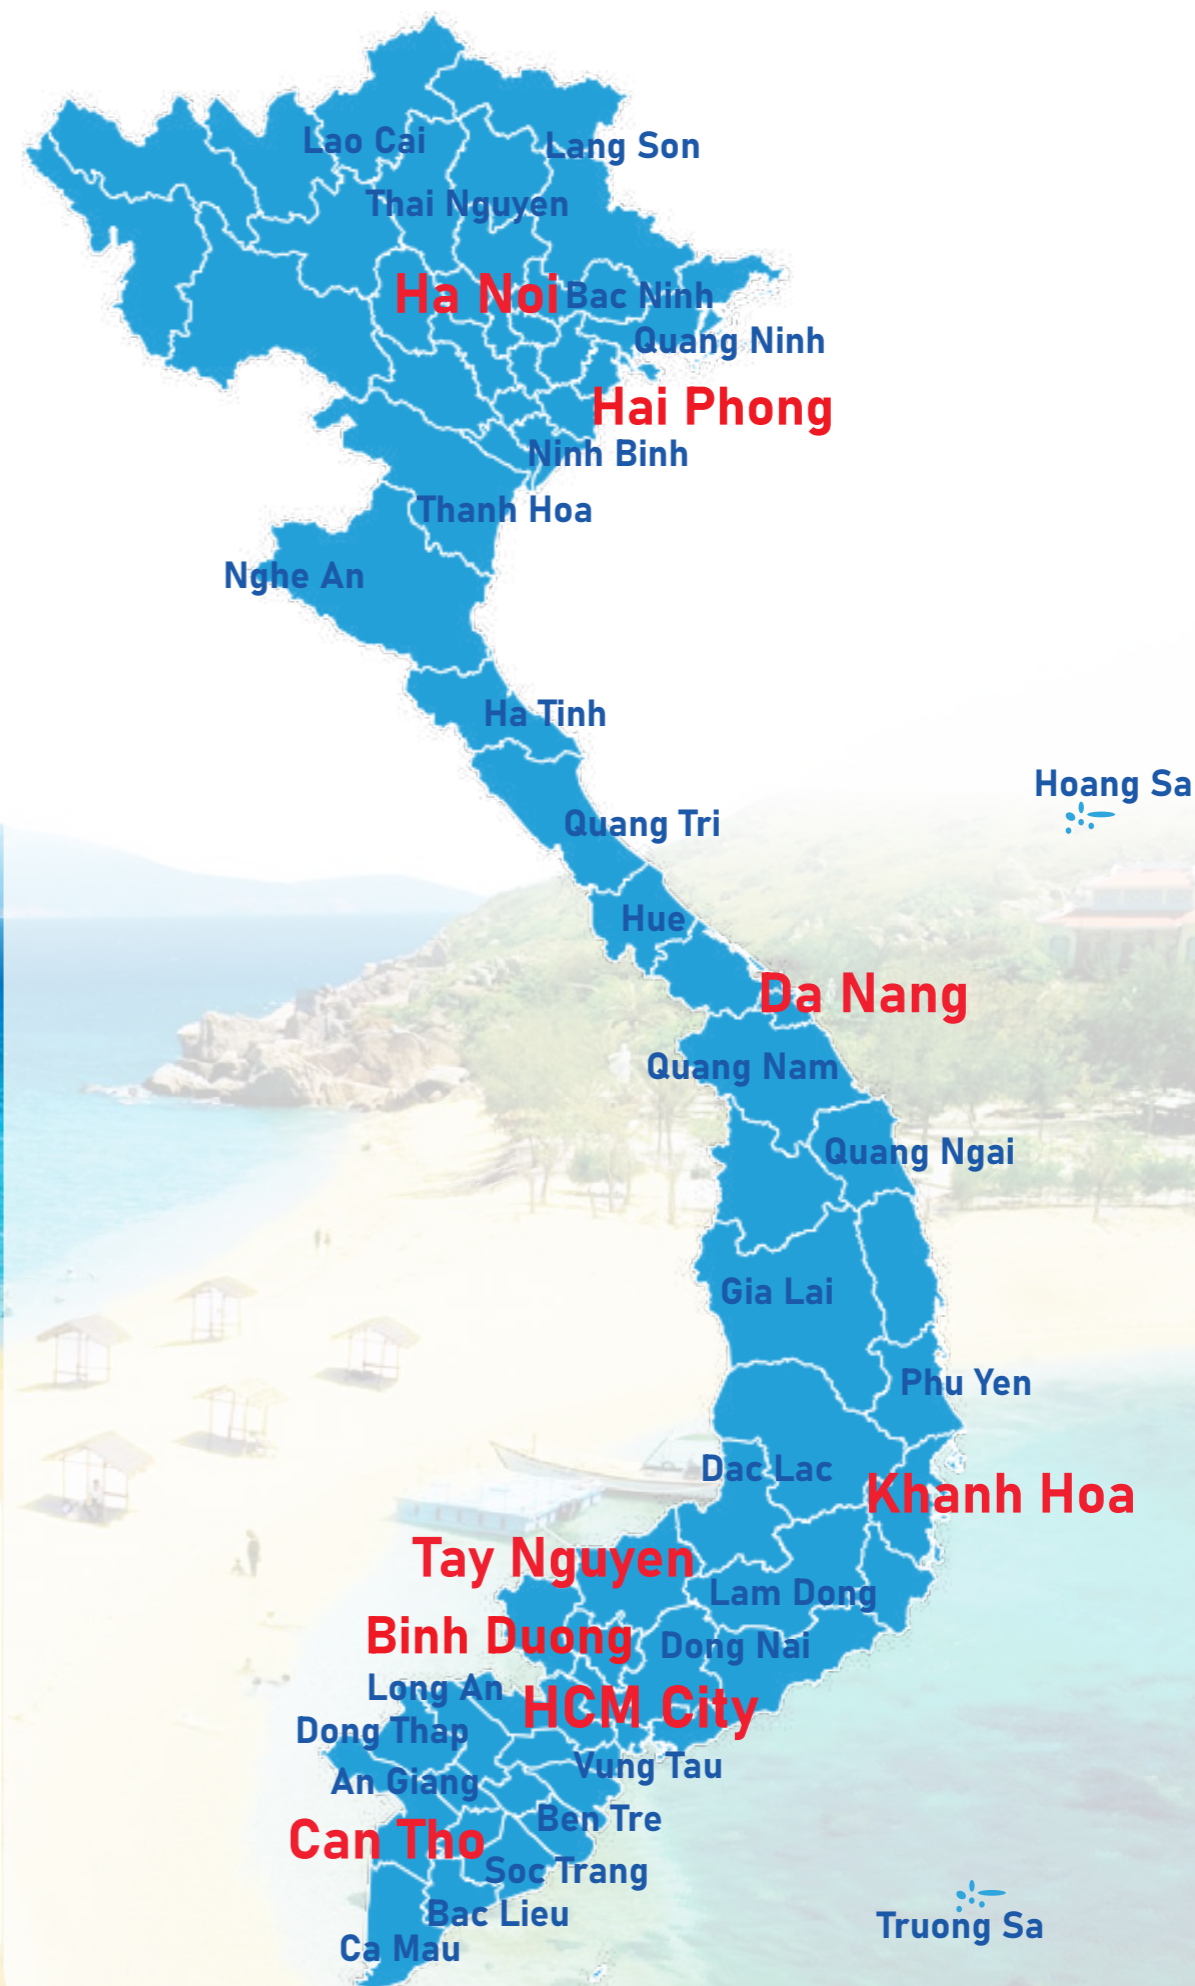 Lao Cai
Lang Son
Thai Nguyen
Ha Noi
Bac Ninh
Quang Ninh
Hai Phong
Ninh Binh
Thanh Hoa
Nghe An
Ha Tinh
Hoang Sa
Quang Tri
Hue
Da Nang
Quang Nam
Quang Ngai
Gia Lai
Phu Yen
Dac Lac
Khanh Hoa
Tay Nguyen
Lam Dong
Binh Duong
Dong Nai
Long An
HCM City
Dong Thap
Vung Tau
An Giang
Ben Tre
Can Tho
Soc Trang
Bac Lieu
Truong Sa
Ca Mau